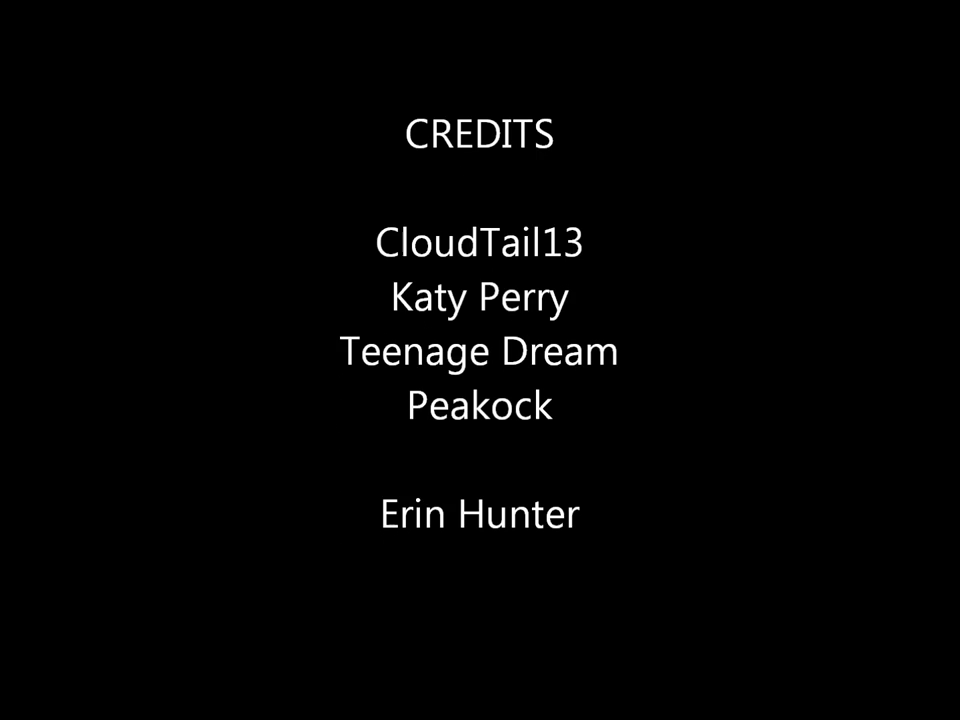 CREDITS
CloudTail13
Katy Perry
Teenage Dream
Peakock
Erin Hunter